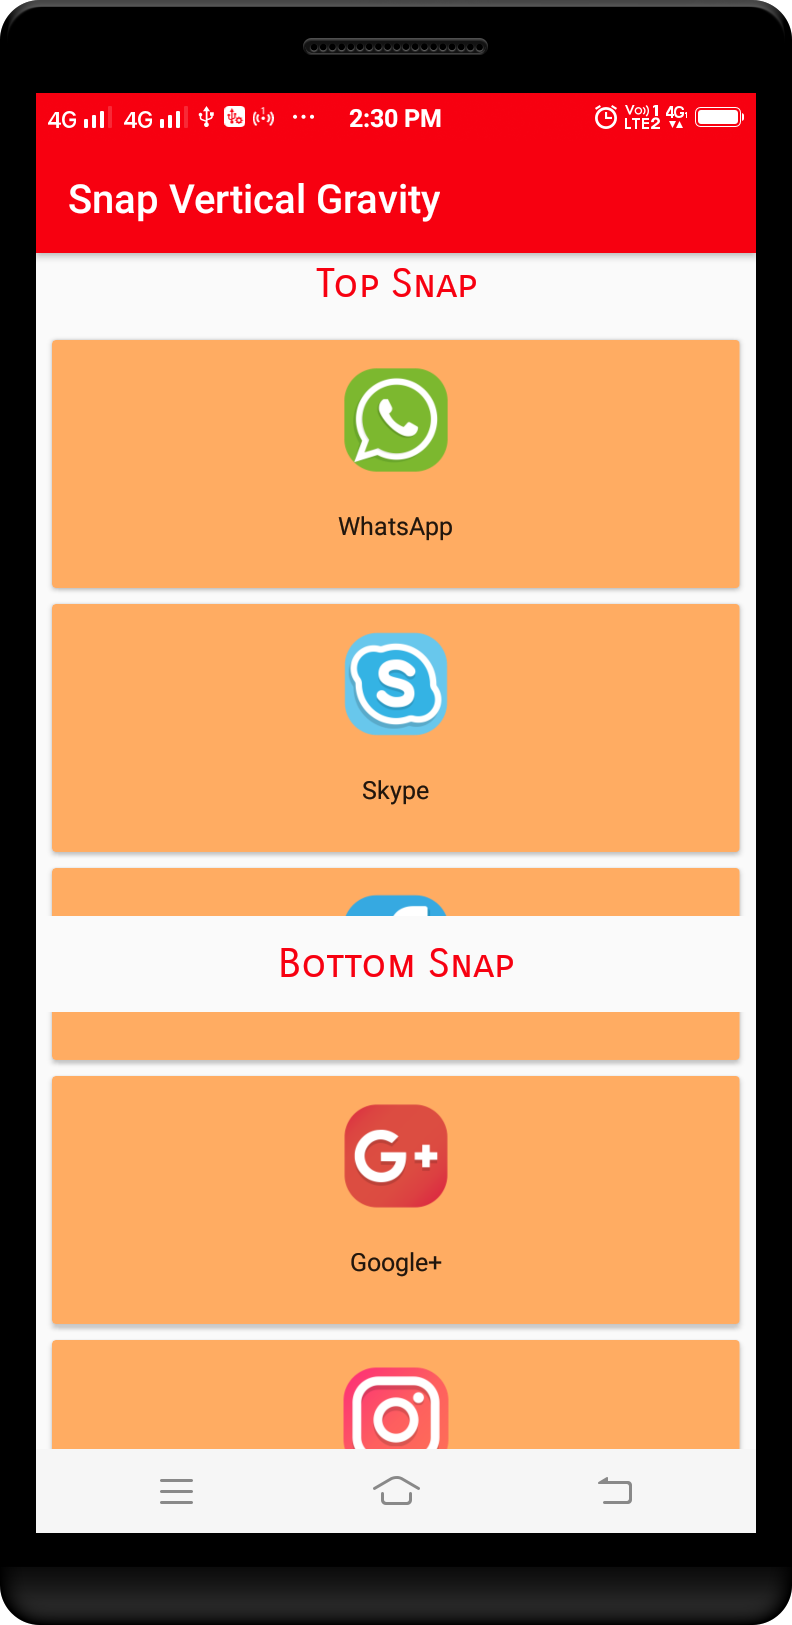 4G 4G 1 ... 2:30 PM Vo)) 1 LTE2 4G
Snap Vertical Gravity
Top Snap
WhatsApp
S
Skype
Bottom Snap
G+
Google+